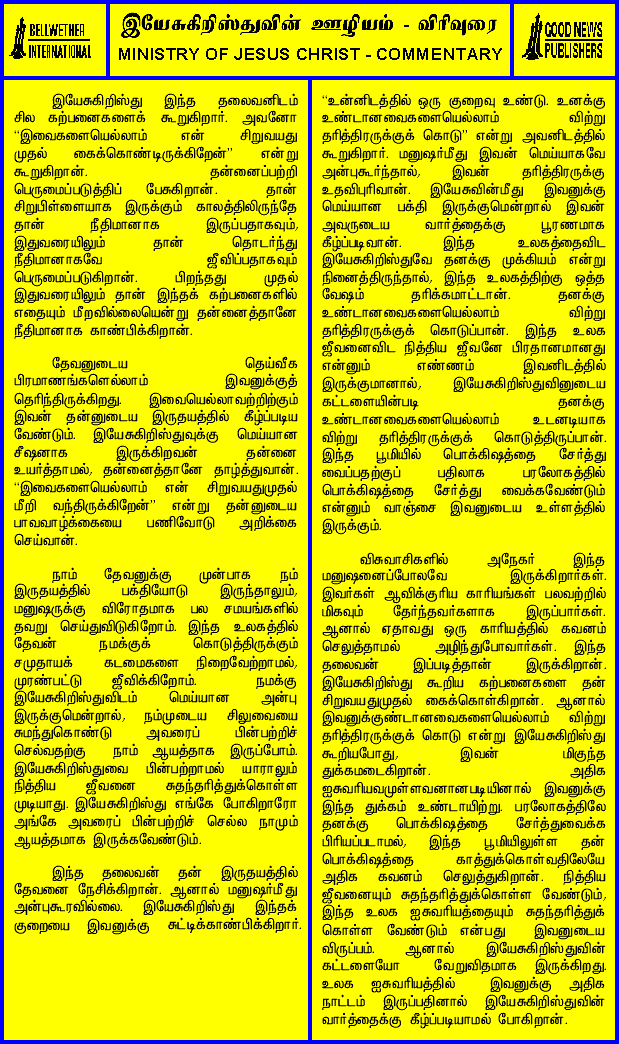 BELLWETHER
INTERNATIONAL
இயேசுகிறிஸ்துவின் ஊழியம் - விரிவுரை
MINISTRY OF JESUS CHRIST - COMMENTARY
GOOD NEWS
PUBLISHERS
இயேசுகிறிஸ்து இந்த தலைவனிடம்
சில கற்பனைகளைக் கூறுகிறார். அவனோ
“இவைகளையெல்லாம் என் சிறுவயது
முதல் கைக்கொண்டிருக்கிறேன்” என்று
கூறுகிறான். தன்னைப்பற்றி
பெருமைப்படுத்திப் பேசுகிறான். தான்
சிறுபிள்ளையாக இருக்கும் காலத்திலிருந்தே
தான் நீதிமானாக இருப்பதாகவும்,
இதுவரையிலும் தான் தொடர்ந்து
நீதிமானாகவே ஜீவிப்பதாகவும்
பெருமைப்படுகிறான். பிறந்தது முதல்
இதுவரையிலும் தான் இந்தக் கற்பனைகளில்
எதையும் மீறவில்லையென்று தன்னைத்தானே
நீதிமானாக காண்பிக்கிறான்.
தேவனுடைய தெய்வீக
பிரமாணங்களெல்லாம் இவனுக்குத்
தெரிந்திருக்கிறது. இவையெல்லாவற்றிற்கும்
இவன் தன்னுடைய இருதயத்தில் கீழ்ப்படிய
வேண்டும். இயேசுகிறிஸ்துவுக்கு மெய்யான
சீஷனாக இருக்கிறவன் தன்னை
உயர்த்தாமல், தன்னைத்தானே தாழ்த்துவான்.
“இவைகளையெல்லாம் என் சிறுவயதுமுதல்
மீறி வந்திருக்கிறேன்” என்று தன்னுடைய
பாவவாழ்க்கையை பணிவோடு அறிக்கை
செய்வான்.
நாம் தேவனுக்கு முன்பாக நம்
இருதயத்தில் பக்தியோடு இருந்தாலும்,
மனுஷருக்கு விரோதமாக பல சமயங்களில்
தவறு செய்துவிடுகிறோம். இந்த உலகத்தில்
தேவன் நமக்குக் கொடுத்திருக்கும்
சமுதாயக் கடமைகளை நிறைவேற்றாமல்,
முரண்பட்டு ஜீவிக்கிறோம். நமக்கு
இயேசுகிறிஸ்துவிடம் மெய்யான அன்பு
இருக்குமென்றால், நம்முடைய சிலுவையை
சுமந்துகொண்டு அவரைப் பின்பற்றிச்
செல்வதற்கு நாம் ஆயத்தாக இருப்போம்.
இயேசுகிறிஸ்துவை பின்பற்றாமல் யாராலும்
நித்திய ஜீவனை சுதந்தரித்துக்கொள்ள
முடியாது. இயேசுகிறிஸ்து எங்கே போகிறாரோ
அங்கே அவரைப் பின்பற்றிச் செல்ல நாமும்
ஆயத்தமாக இருக்கவேண்டும்.
இந்த தலைவன் தன் இருதயத்தில்
தேவனை நேசிக்கிறான். ஆனால் மனுஷர்மீது
அன்புகூரவில்லை. இயேசுகிறிஸ்து இந்தக்
குறையை இவனுக்கு சுட்டிக்காண்பிக்கிறார்.
“உன்னிடத்தில் ஒரு குறைவு உண்டு. உனக்கு
உண்டானவைகளையெல்லாம் விற்று
தரித்திரருக்குக் கொடு” என்று அவனிடத்தில்
கூறுகிறார். மனுஷர்மீது இவன் மெய்யாகவே
அன்புகூர்ந்தால், இவன் தரித்திரருக்கு
உதவிபுரிவான். இயேசுவின்மீது இவனுக்கு
மெய்யான பக்தி இருக்குமென்றால் இவன்
அவருடைய வார்த்தைக்கு பூரணமாக
கீழ்ப்படிவான். இந்த உலகத்தைவிட
இயேசுகிறிஸ்துவே தனக்கு முக்கியம் என்று
நினைத்திருந்தால், இந்த உலகத்திற்கு ஒத்த
வேஷம் தரிக்கமாட்டான். தனக்கு
உண்டானவைகளையெல்லாம் விற்று
தரித்திரருக்குக் கொடுப்பான். இந்த உலக
ஜீவனைவிட நித்திய ஜீவனே பிரதானமானது
என்னும் எண்ணம் இவனிடத்தில்
இருக்குமானால், இயேசுகிறிஸ்துவினுடைய
கட்டளையின்படி தனக்கு
உண்டானவைகளையெல்லாம் உடனடியாக
விற்று தரித்திரருக்குக் கொடுத்திருப்பான்.
இந்த பூமியில் பொக்கிஷத்தை சேர்த்து
வைப்பதற்குப் பதிலாக பரலோகத்தில்
பொக்கிஷத்தை சேர்த்து வைக்கவேண்டும்
என்னும் வாஞ்சை இவனுடைய உள்ளத்தில்
இருக்கும்.
விசுவாசிகளில் அநேகர் இந்த
மனுஷனைப்போலவே இருக்கிறார்கள்.
இவர்கள் ஆவிக்குரிய காரியங்கள் பலவற்றில்
மிகவும் தேர்ந்தவர்களாக இருப்பார்கள்.
ஆனால் ஏதாவது ஒரு காரியத்தில் கவனம்
செலுத்தாமல் அழிந்துபோவார்கள். இந்த
தலைவன் இப்படித்தான் இருக்கிறான்.
இயேசுகிறிஸ்து கூறிய கற்பனைகளை தன்
சிறுவயதுமுதல் கைக்கொள்கிறான். ஆனால்
இவனுக்குண்டானவைகளையெல்லாம் விற்று
தரித்திரருக்குக் கொடு என்று இயேசுகிறிஸ்து
கூறியபோது, இவன் மிகுந்த
துக்கமடைகிறான். அதிக
ஐசுவரியவமுள்ளவனானபடியினால் இவனுக்கு
இந்த துக்கம் உண்டாயிற்று. பரலோகத்திலே
தனக்கு பொக்கிஷத்தை சேர்த்துவைக்க
பிரியப்படாமல், இந்த பூமியிலுள்ள தன்
பொக்கிஷத்தை காத்துக்கொள்வதிலேயே
அதிக கவனம் செலுத்துகிறான். நித்திய
ஜீவனையும் சுதந்தரித்துக்கொள்ள வேண்டும்,
இந்த உலக ஐசுவரியத்தையும் சுதந்தரித்துக்
கொள்ள வேண்டும் என்பது இவனுடைய
விருப்பம். ஆனால் இயேசுகிறிஸ்துவின்
கட்டளையோ வேறுவிதமாக இருக்கிறது.
உலக ஐசுவரியத்தில் இவனுக்கு அதிக
நாட்டம் இருப்பதினால் இயேசுகிறிஸ்துவின்
வார்த்தைக்கு கீழ்ப்படியாமல் போகிறான்.